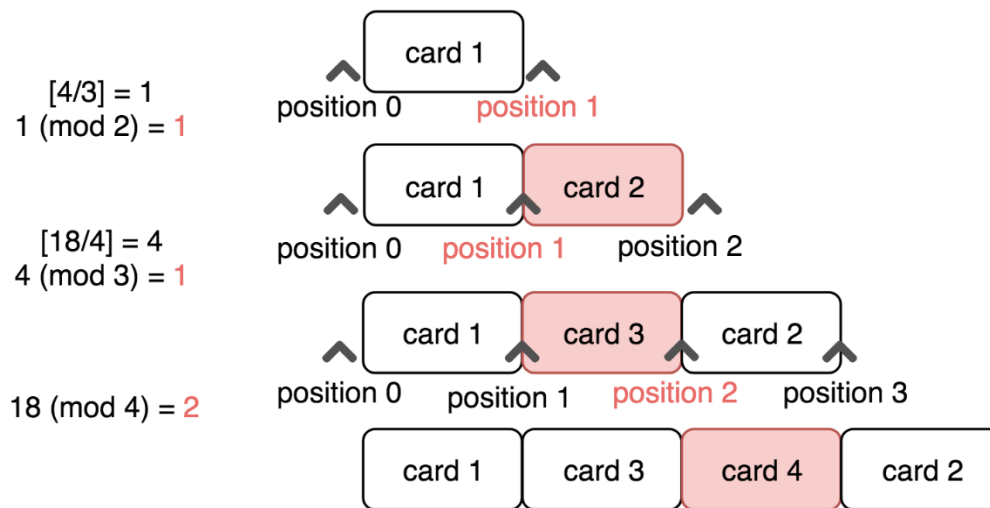 card 1
[4/3] = 1
1 (mod 2) = 1
position 0
position 1
card 1
card 2
[18/4] = 4
4 (mod 3) = 1
position 0
position 1
position 2
card 1
card 3
card 2
18 (mod 4) = 2
position 0
position 1
position 2
position 3
card 1
card 3
card 4
card 2